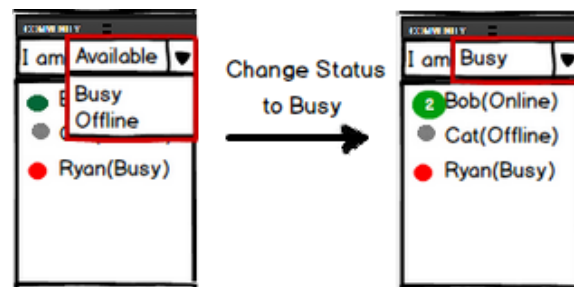 COMMUNITY
I am Available
Busy
Offline
Ryan(Busy)
Change Status
to Busy
COMMUNITY
I am Busy
2 Bob(Online)
Cat(Offline)
Ryan(Busy)